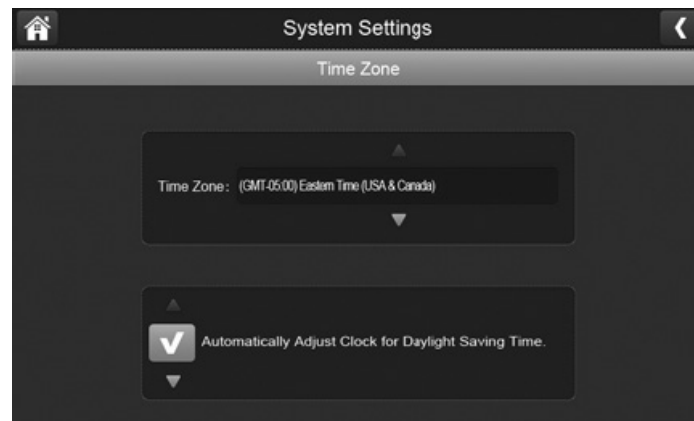 System Settings
Time Zone
Time Zone: (GMT-05:00) Eastern Time (USA & Canada)
Automatically Adjust Clock for Daylight Saving Time.